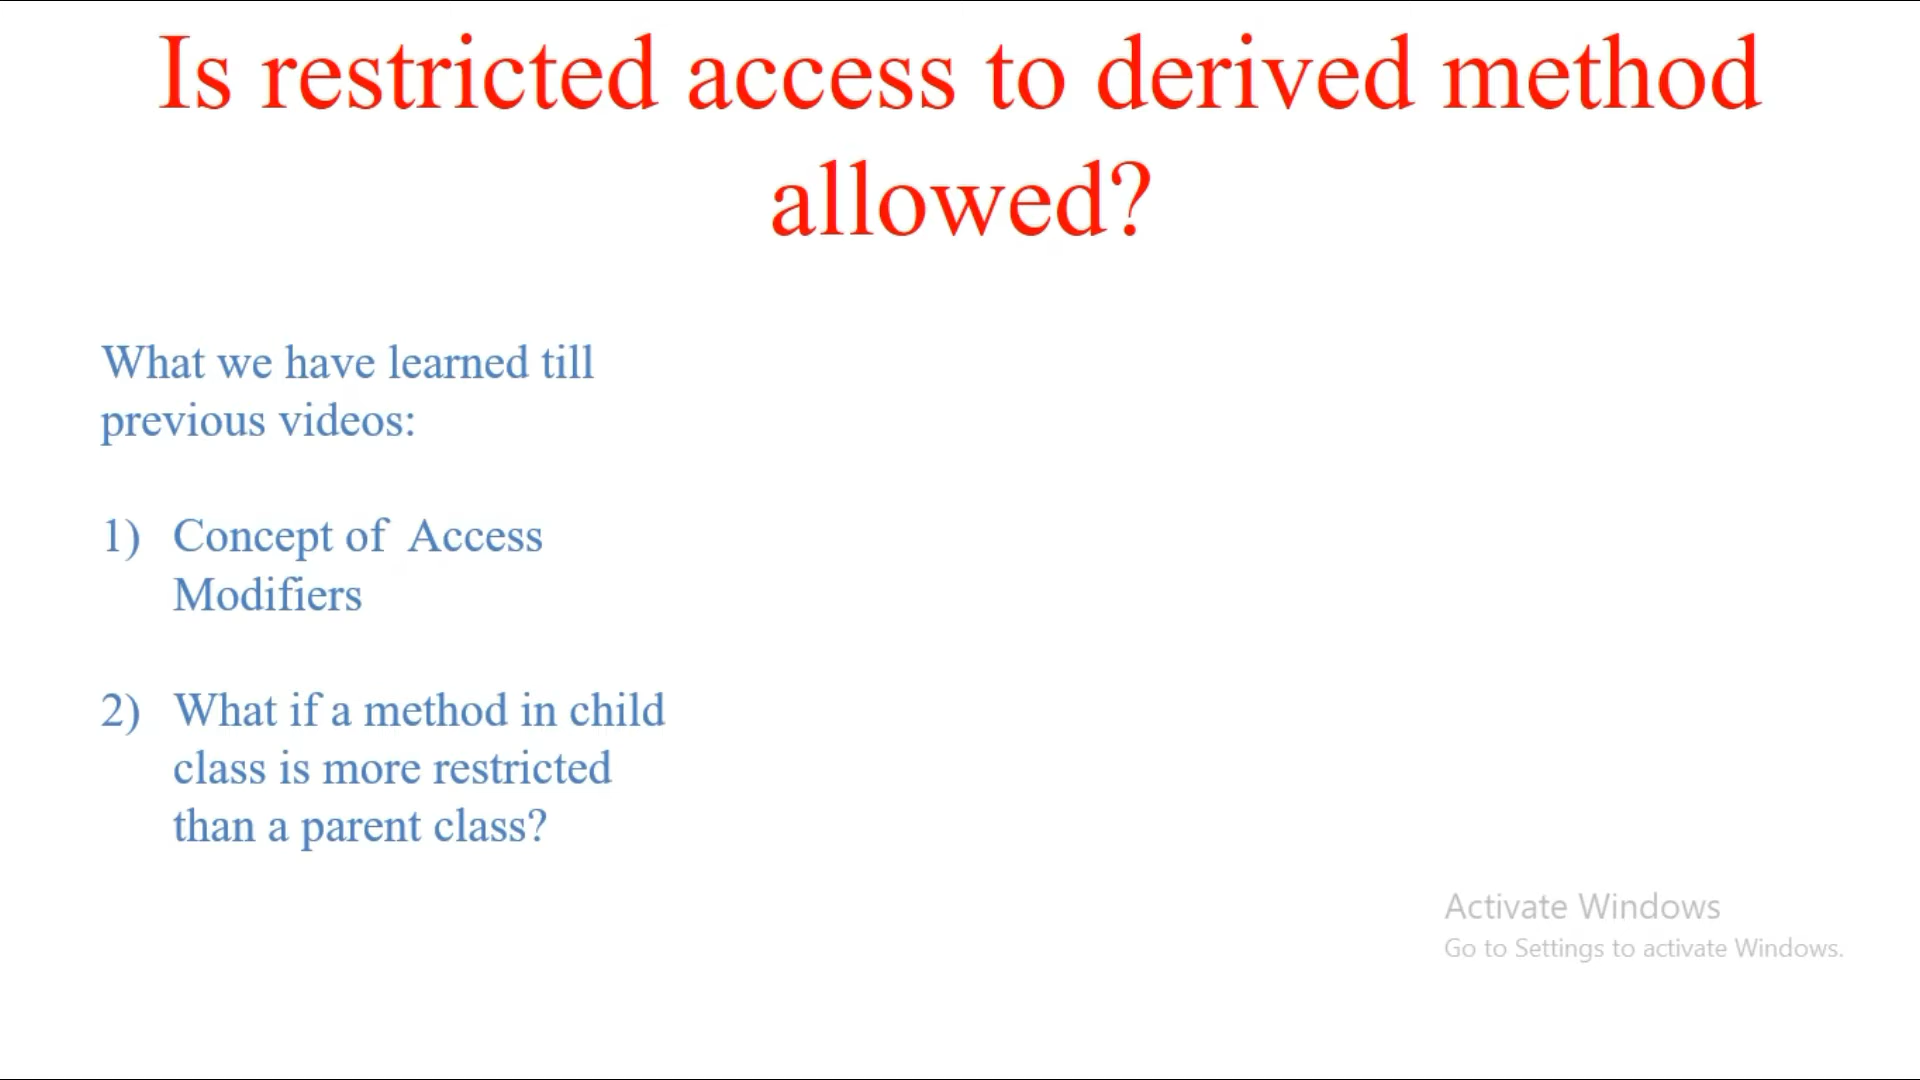 Is restricted access to derived method
allowed?
What we have learned till
previous videos:
1) Concept of Access
Modifiers
2) What if a method in child
class is more restricted
than a parent class?
Activate Windows
Go to Settings to activate Windows.